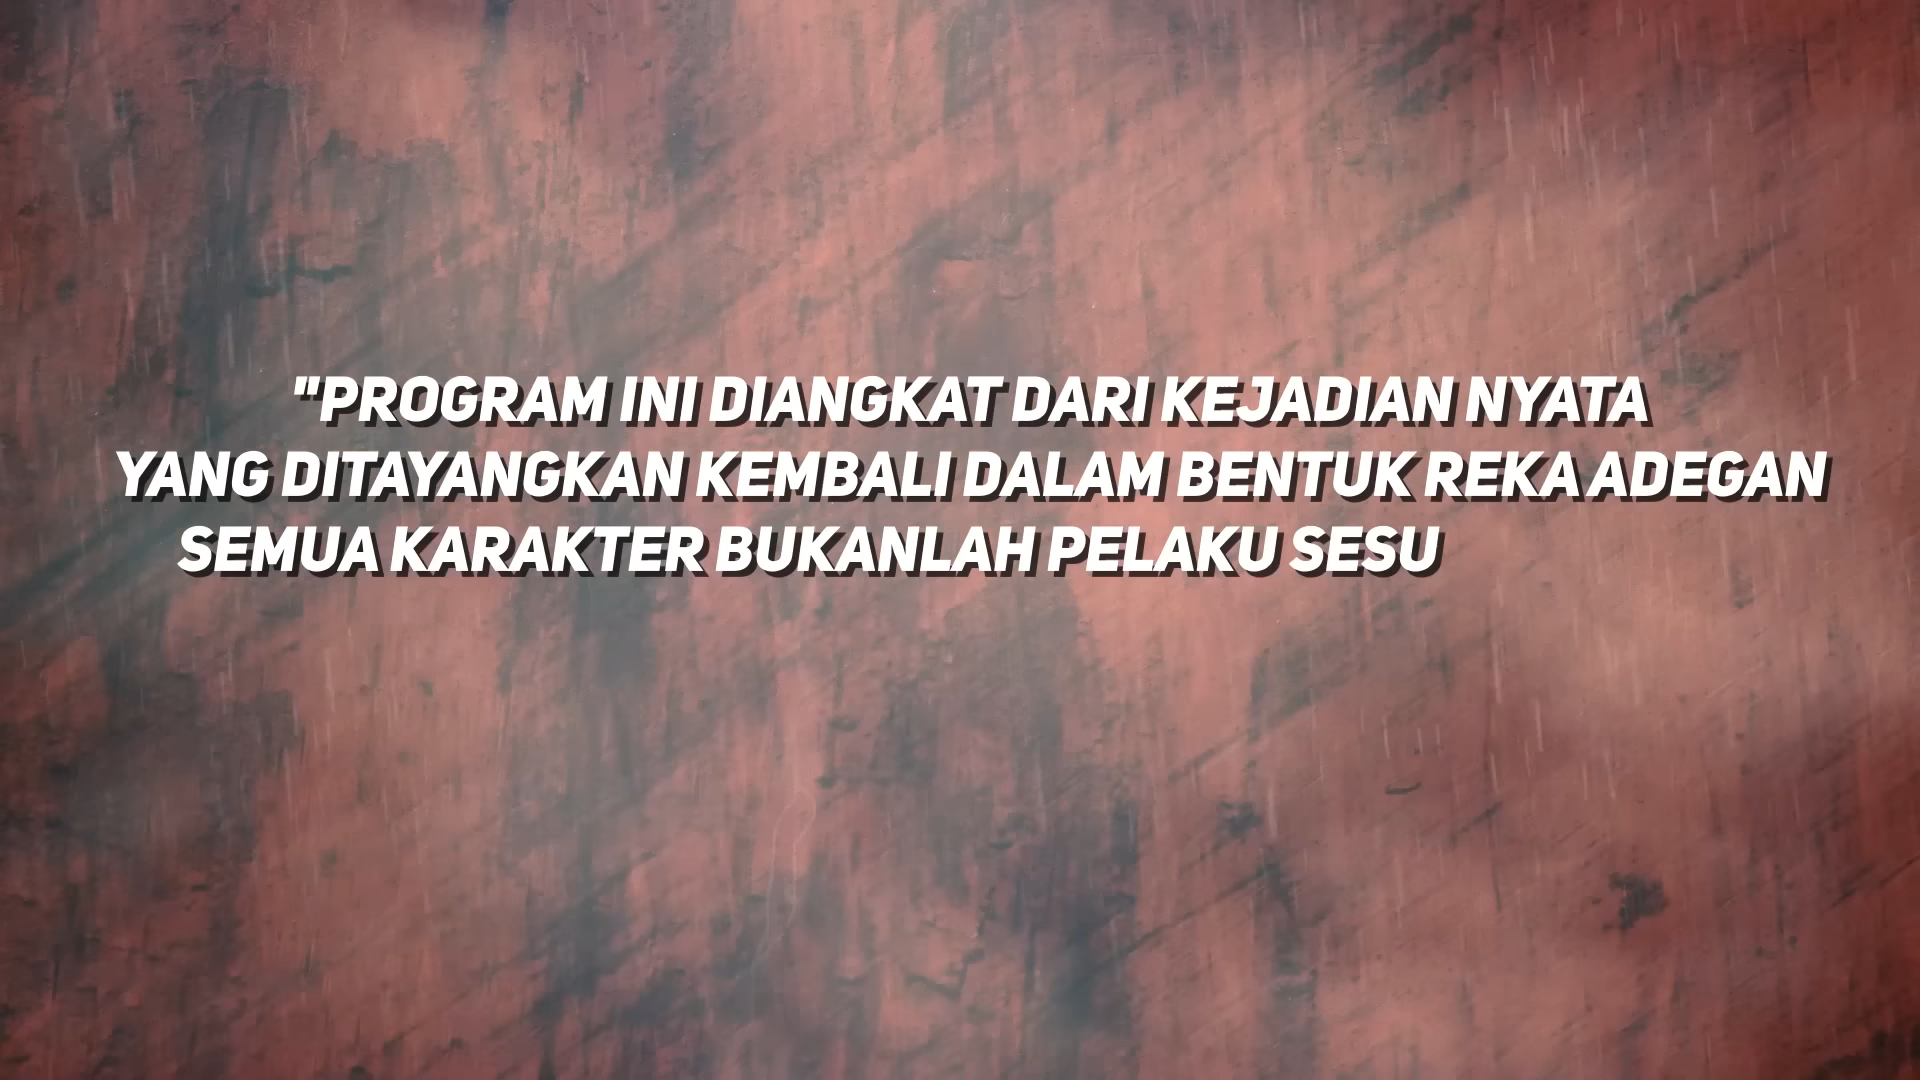 "PROGRAM INI DIANGKAT DARI KEJADIAN NYATA
YANG DITAYANGKAN KEMBALI DALAM BENTUK REKA ADEGAN
SEMUA KARAKTER BUKANLAH PELAKU SESU